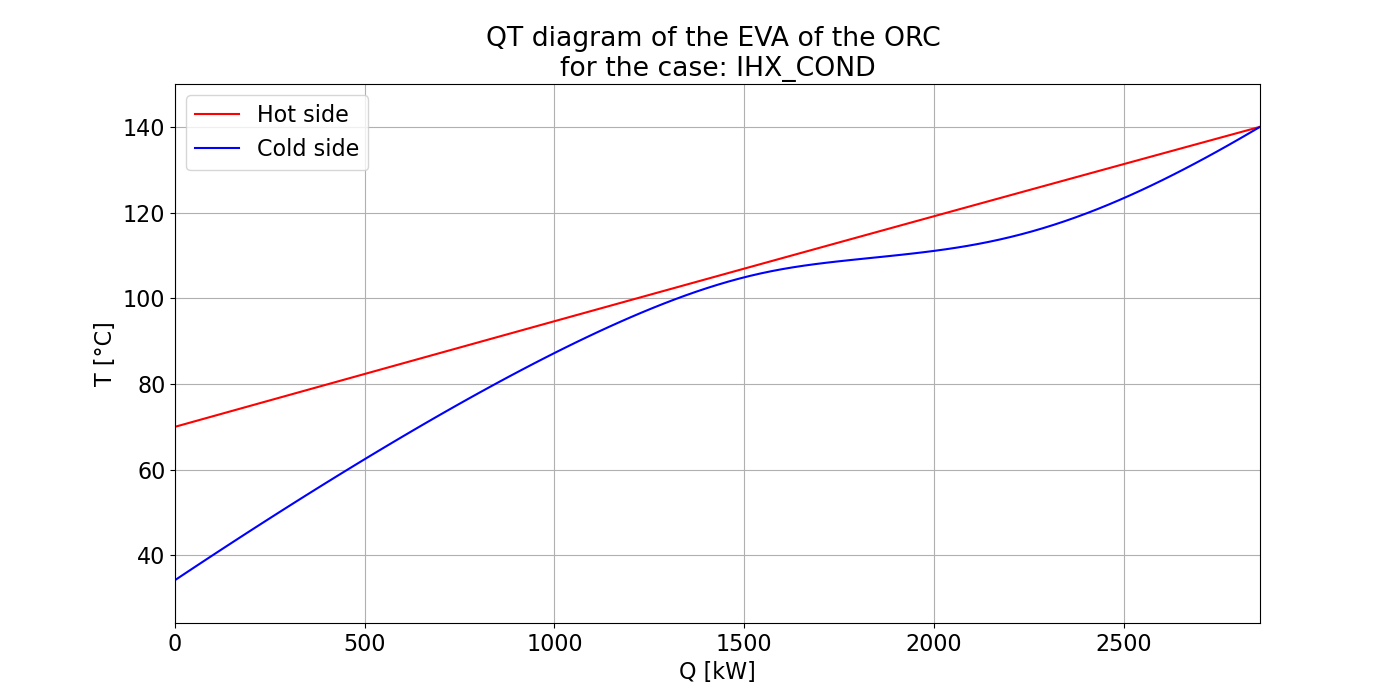 QT diagram of the EVA of the ORC
for the case: IHX_COND
Hot side
Cold side
140
120
100
80
60
40
T [°C]
0 500 1000 1500 2000 2500
Q [kW]